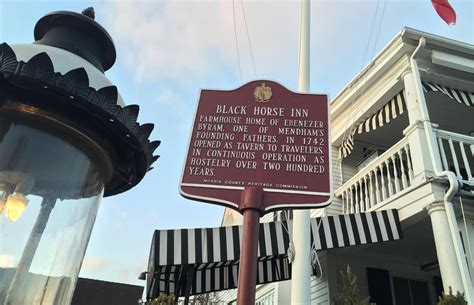 BLACK HORSE INN
FARMHOUSE HOME OF EBENEZER
BYRAM, ONE OF MENDHAM'S
FOUNDING FATHERS. IN 1742
OPENED AS TAVERN TO TRAVELERS
IN CONTINUOUS OPERATION AS
HOSTELRY OVER TWO HUNDRED
YEARS.
MORRIS COUNTY HERITAGE COMMISSION